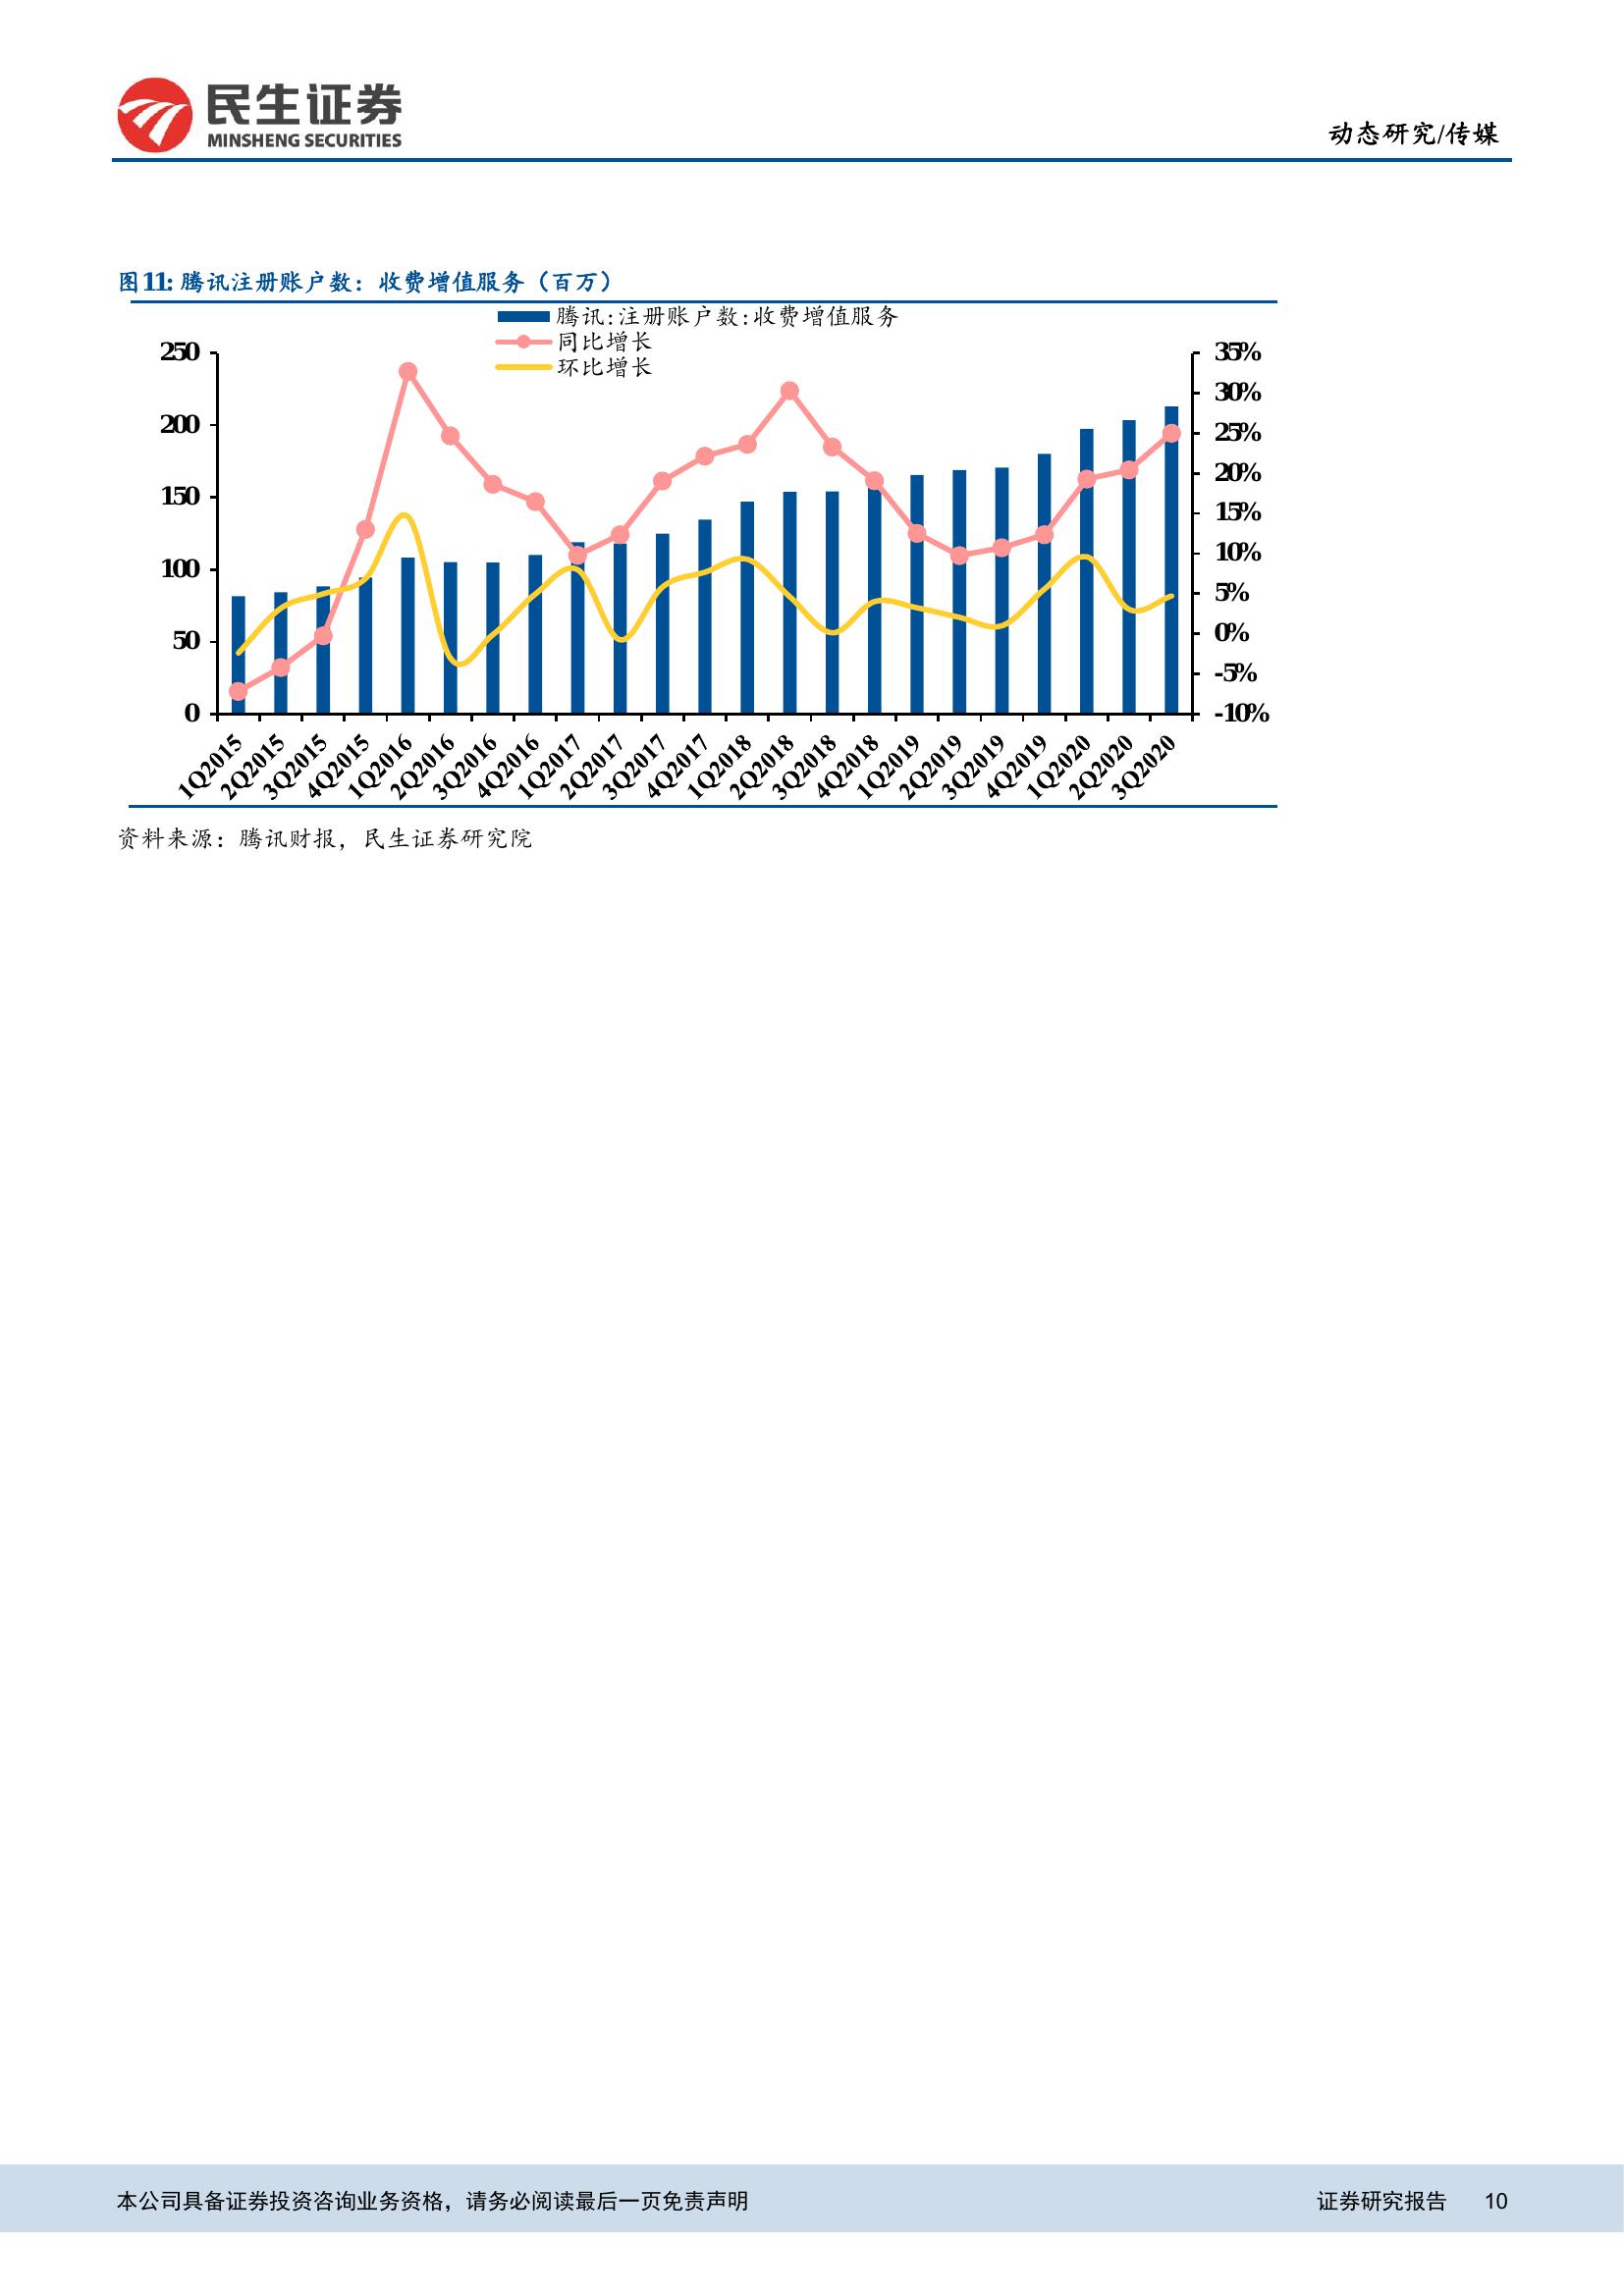 民生证券
MINSHENG SECURITIES
动态研究/传媒
图11: 腾讯注册账户数：收费增值服务（百万）
腾讯:注册账户数:收费增值服务
同比增长
环比增长
250
200
150
100
50
0
35%
30%
25%
20%
15%
10%
5%
0%
-5%
-10%
1Q2015
2Q2015
3Q2015
4Q2015
1Q2016
2Q2016
3Q2016
4Q2016
1Q2017
2Q2017
3Q2017
4Q2017
1Q2018
2Q2018
3Q2018
4Q2018
1Q2019
2Q2019
3Q2019
4Q2019
1Q2020
2Q2020
3Q2020
资料来源：腾讯财报，民生证券研究院
本公司具备证券投资咨询业务资格，请务必阅读最后一页免责声明
证券研究报告 10